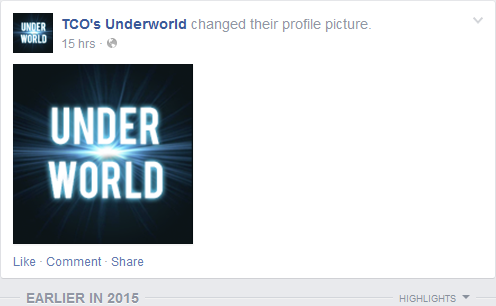 UNDER
WORLD
TCO's Underworld changed their profile picture.
15 hrs ·
UNDER
WORLD
Like · Comment · Share
EARLIER IN 2015
HIGHLIGHTS